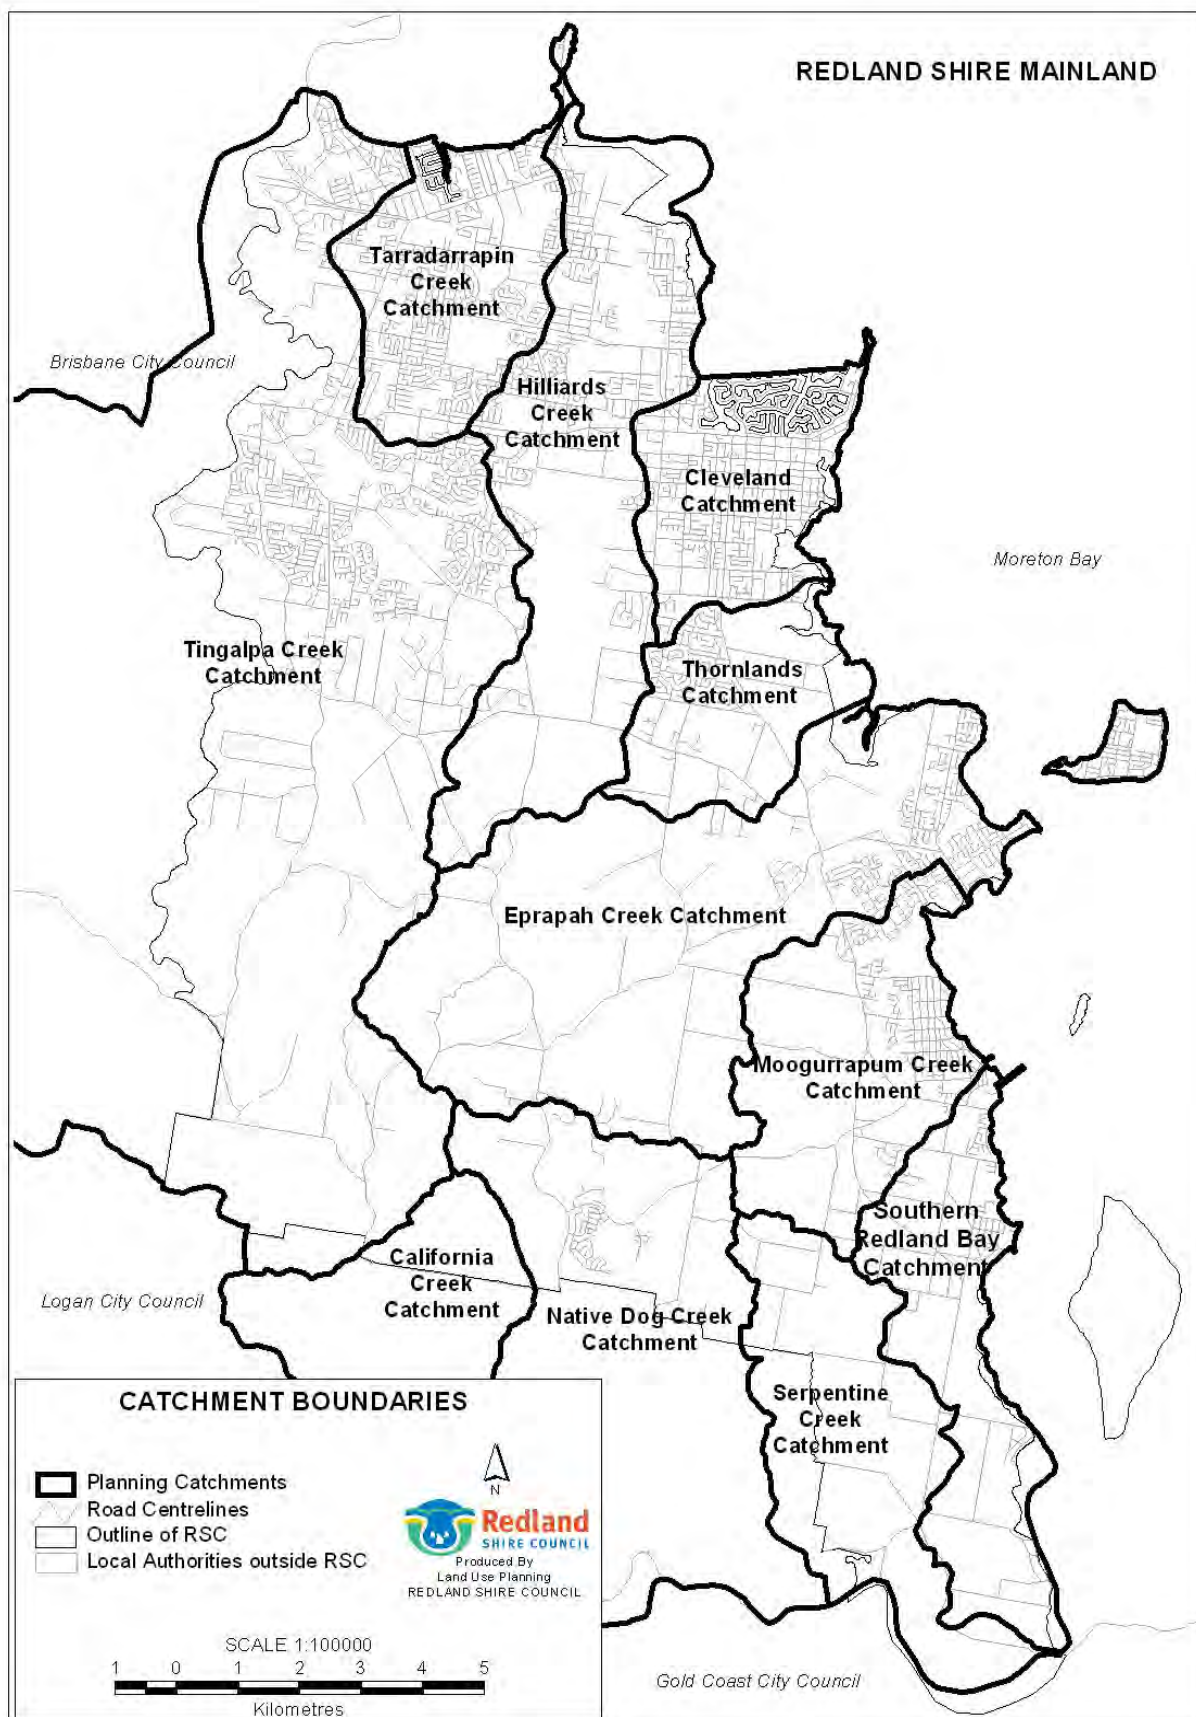 REDLAND SHIRE MAINLAND
Tarradarrapin
Creek
Catchment
Brisbane City Council
Hilliards
Creek
Catchment
Cleveland
Catchment
Moreton Bay
Tingalpa Creek
Catchment
Thornlands
Catchment
Eprapah Creek Catchment
Moogurrapum Creek
Catchment
Southern
Redland Bay
Catchment
California
Creek
Catchment
Logan City Council
Native Dog Creek
Catchment
Serpentine
Creek
Catchment
CATCHMENT BOUNDARIES
Planning Catchments
Road Centrelines
Outline of RSC
Local Authorities outside RSC
N
Redland
SHIRE COUNCIL
Produced By
Land Use Planning
REDLAND SHIRE COUNCIL
SCALE 1:100000
1 0 1 2 3 4 5
Kilometres
Gold Coast City Council